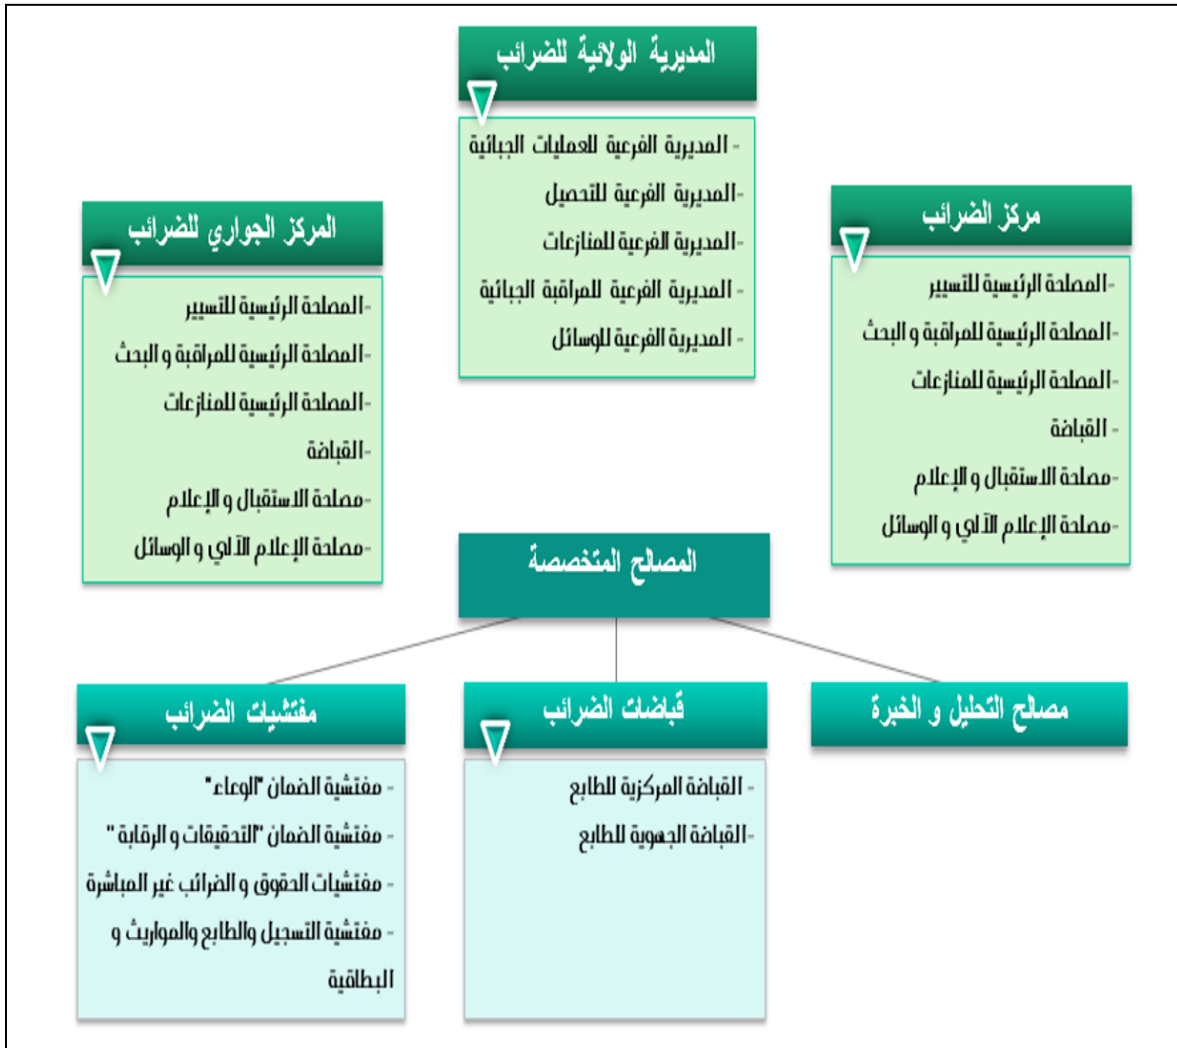 المديرية الولائية للضرائب
- المديرية الفرعية للعمليات الجبائية
-المديرية الفرعية للتحصيل
-المديرية الفرعية للمنازعات
- المديرية الفرعية للمراقبة الجبائية
- المديرية الفرعية للوسائل
مركز الضرائب
-المصلحة الرئيسية للتسيير
-المصلحة الرئيسية للمراقبة و البحث
-المصلحة الرئيسية للمنازعات
- القباضة
-مصلحة الاستقبال و الإعلام
-مصلحة الإعلام الآلي و الوسائل
المركز الجواري للضرائب
-المصلحة الرئيسية للتسيير
-المصلحة الرئيسية للمراقبة و البحث
-المصلحة الرئيسية للمنازعات
-القباضة
-مصلحة الاستقبال و الإعلام
-مصلحة الإعلام الآلي و الوسائل
المصالح المتخصصة
مصالح التحليل و الخبرة
قباضات الضرائب
- القباضة المركزية للطابع
-القباضة الجهوية للطابع
مفتشيات الضرائب
- مفتشية الضمان "الوعاء"
- مفتشية الضمان "التحقيقات و الرقابة "
- مفتشيات الحقوق و الضرائب غير المباشرة
- مفتشية التسجيل والطابع والمواريث و
البطاقية